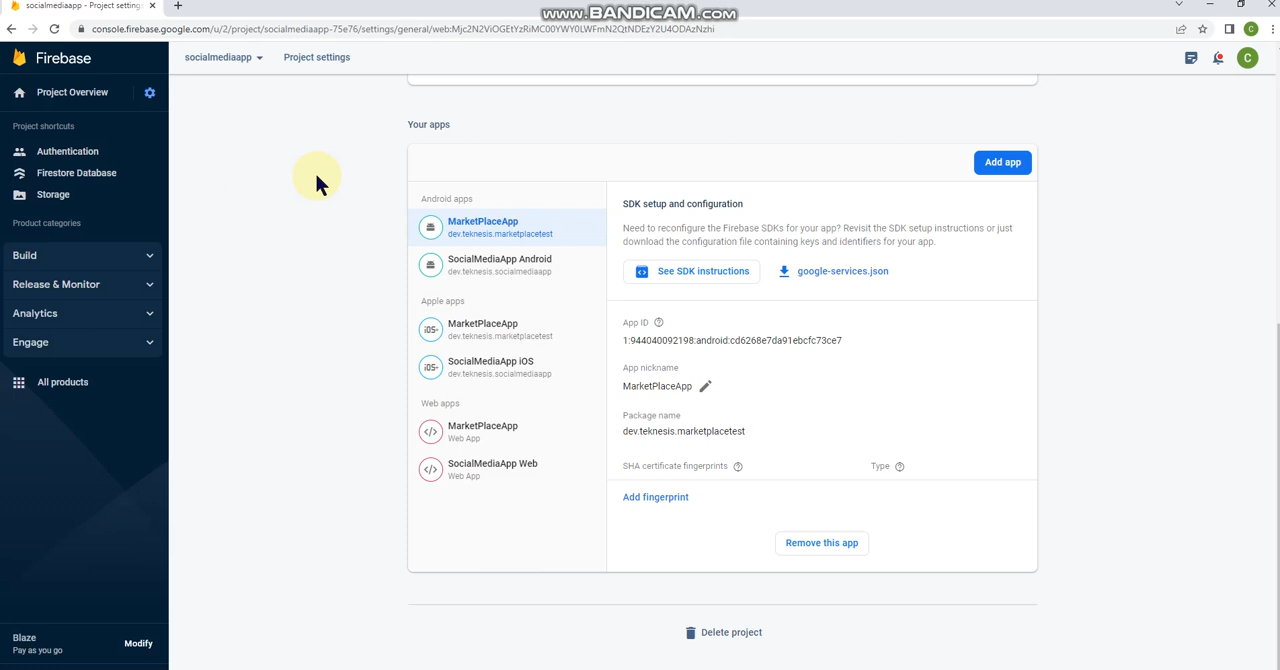 socialmediaapp - Project settings
www.BANDICAM.com
console.firebase.google.com/u/2/project/socialmediaapp-75e76/settings/general/web:Mjc2N2ViOGEtYzRiMC00YWY0LWFmN2QtNDEzY2U4ODAzNzhi
C
Firebase
socialmediaapp
Project settings
C
Project Overview
Project shortcuts
Authentication
Firestore Database
Storage
Product categories
Build
Release & Monitor
Analytics
Engage
All products
Blaze
Pay as you go
Modify
Your apps
Add app
Android apps
MarketPlaceApp
dev.teknesis.marketplacetest
SocialMediaApp Android
dev.teknesis.socialmediaapp
Apple apps
iOS+
MarketPlaceApp
dev.teknesis.marketplacetest
iOS+
SocialMediaApp iOS
dev.teknesis.socialmediaapp
Web apps
MarketPlaceApp
Web App
SocialMediaApp Web
Web App
SDK setup and configuration
Need to reconfigure the Firebase SDKs for your app? Revisit the SDK setup instructions or just
download the configuration file containing keys and identifiers for your app.
See SDK instructions
google-services.json
App ID
1:944040092198:android:cd6268e7da91ebcfc73ce7
App nickname
MarketPlaceApp
Package name
dev.teknesis.marketplacetest
SHA certificate fingerprints
Type
Add fingerprint
Remove this app
Delete project